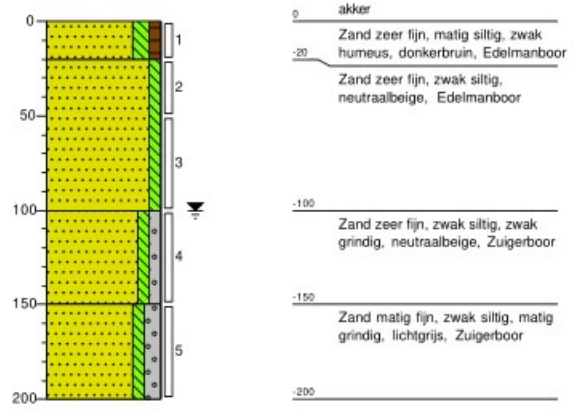 0
50
100
150
200
1
2
3
4
5
0
akker
Zand zeer fijn, matig siltig, zwak
humeus, donkerbruin, Edelmanboor
-20
Zand zeer fijn, zwak siltig,
neutraalbeige, Edelmanboor
-100
Zand zeer fijn, zwak siltig, zwak
grindig, neutraalbeige, Zuigerboor
-150
Zand matig fijn, zwak siltig, matig
grindig, lichtgrijs, Zuigerboor
-200